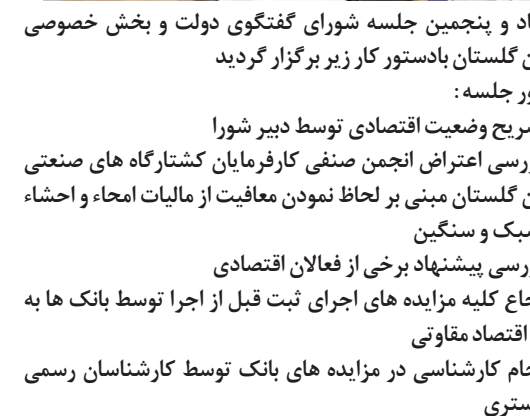 اد و پنجمین جلسه شورای گفتگوی دولت و بخش خصوصی
ن گلستان بادستور کار زیر برگزار گردید
ور جلسه :
ریح وضعیت اقتصادی توسط دبیر شورا
رسی اعتراض انجمن صنفی کارفرمایان کشتارگاه های صنعتی
ن گلستان مبنی بر لحاظ نمودن معافیت از مالیات امحاء و احشاء
سبک و سنگین
رسی پیشنهاد برخی از فعالان اقتصادی
جاع کلیه مزایده های اجرای ثبت قبل از اجرا توسط بانک ها به
اقتصاد مقاوتی
جام کارشناسی در مزایده های بانک توسط کارشناسان رسمی
ستری